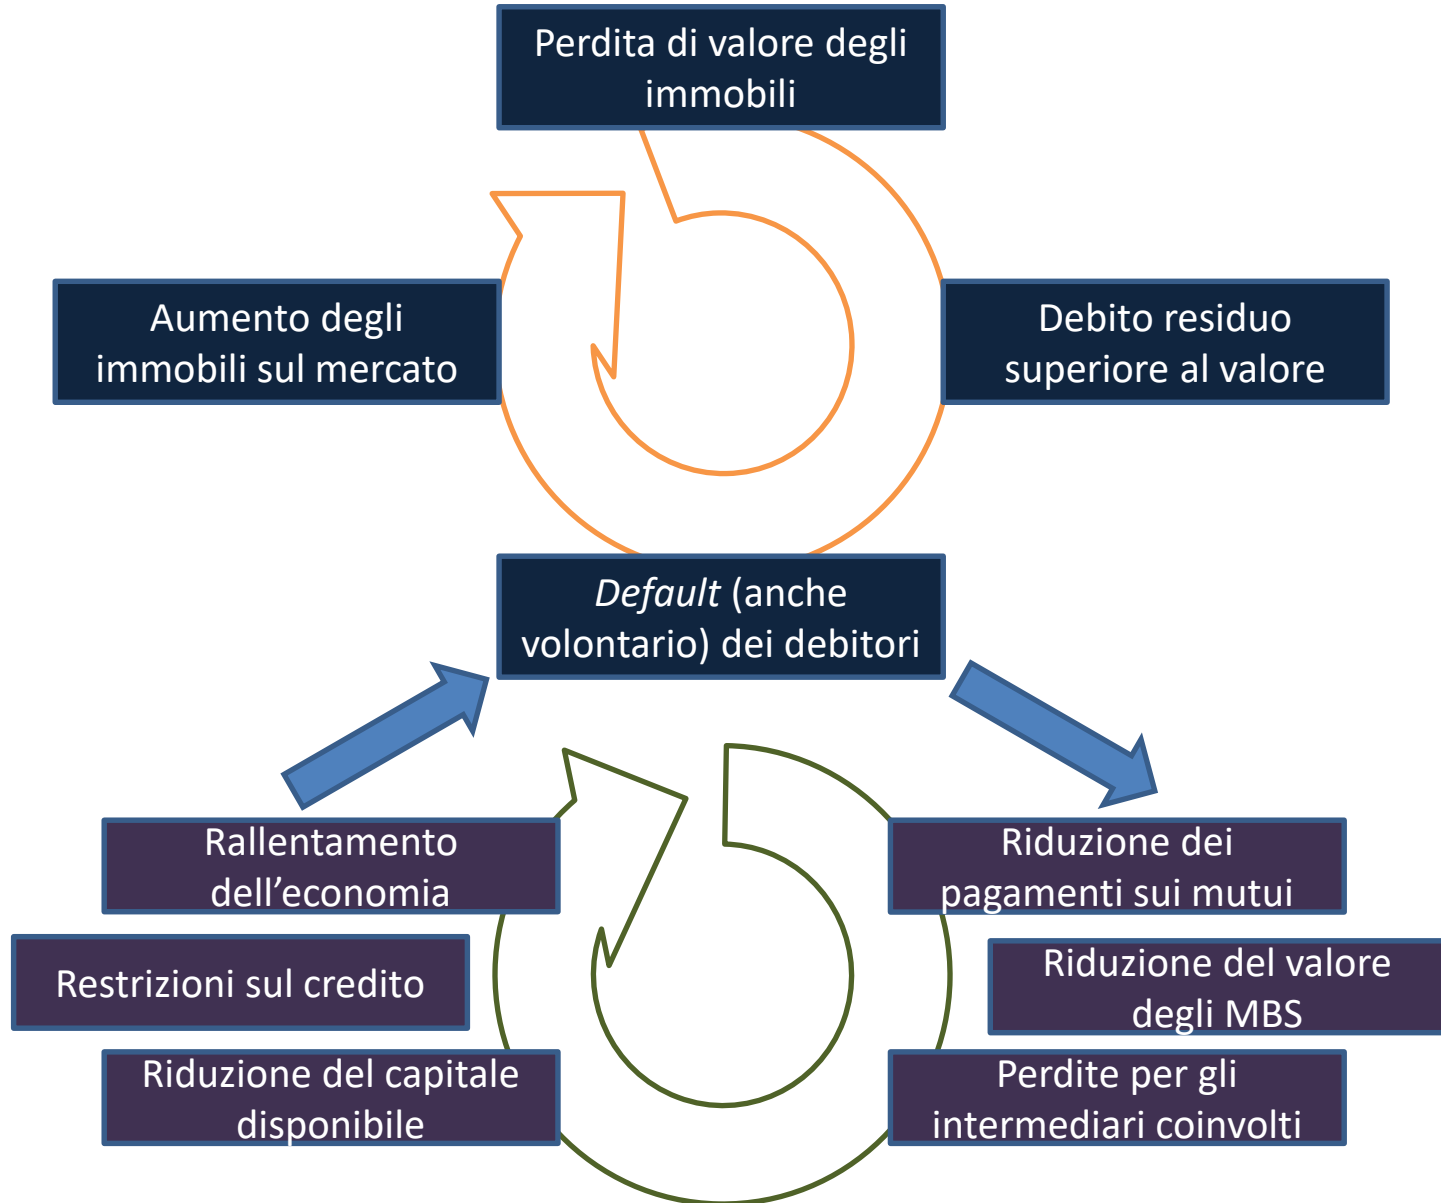 Perdita di valore degli
immobili
Aumento degli
immobili sul mercato
Debito residuo
superiore al valore
Default (anche
volontario) dei debitori
Rallentamento
dell’economia
Riduzione dei
pagamenti sui mutui
Restrizioni sul credito
Riduzione del valore
degli MBS
Riduzione del capitale
disponibile
Perdite per gli
intermediari coinvolti